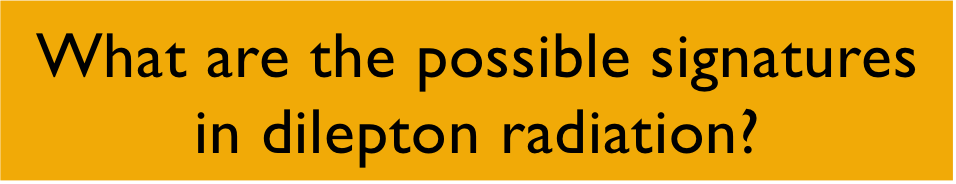 What are the possible signatures
in dilepton radiation?